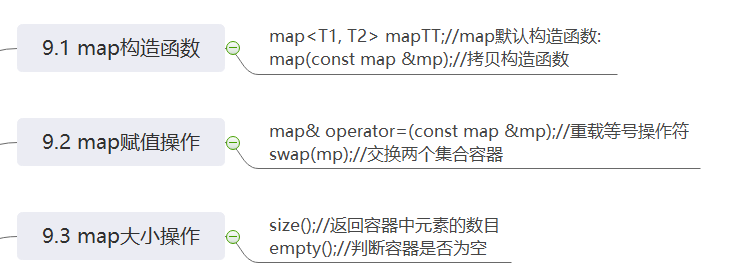 9.1 map构造函数
map<T1, T2> mapTT;//map默认构造函数:
map(const map &mp);//拷贝构造函数
9.2 map赋值操作
map& operator=(const map &mp);//重载等号操作符
swap(mp);//交换两个集合容器
9.3 map大小操作
size();//返回容器中元素的数目
empty();//判断容器是否为空